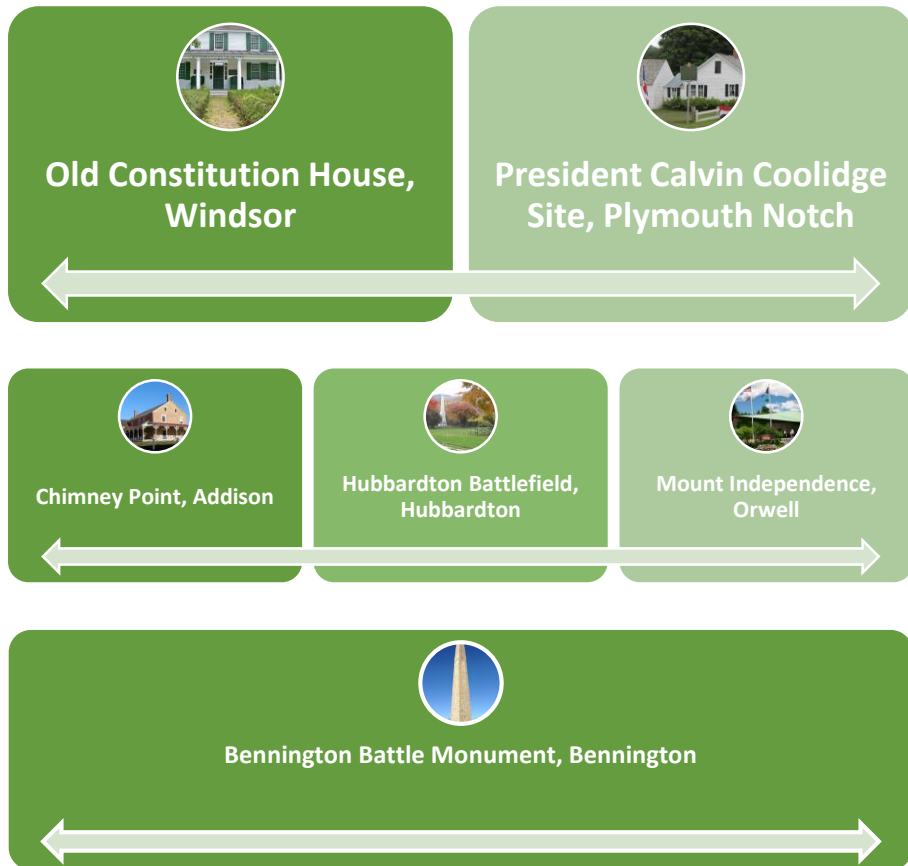 Old Constitution House,
Windsor
President Calvin Coolidge
Site, Plymouth Notch
Chimney Point, Addison
Hubbardton Battlefield,
Hubbardton
Mount Independence,
Orwell
Bennington Battle Monument, Bennington